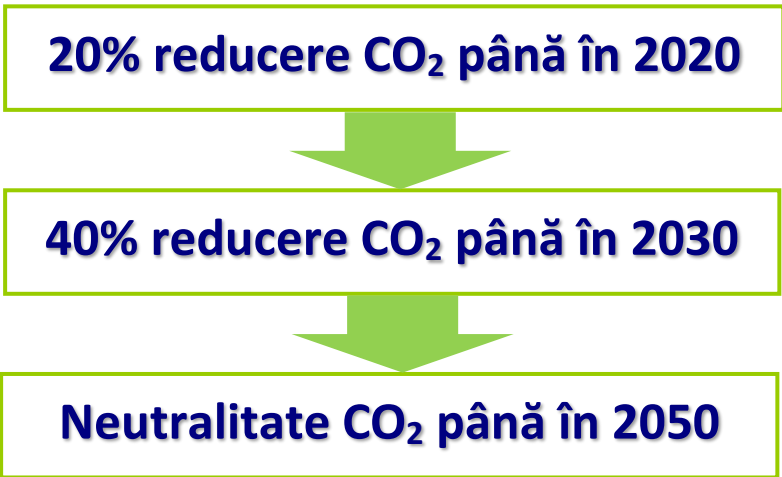 20% reducere CO₂ până în 2020
40% reducere CO₂ până în 2030
Neutralitate CO₂ până în 2050